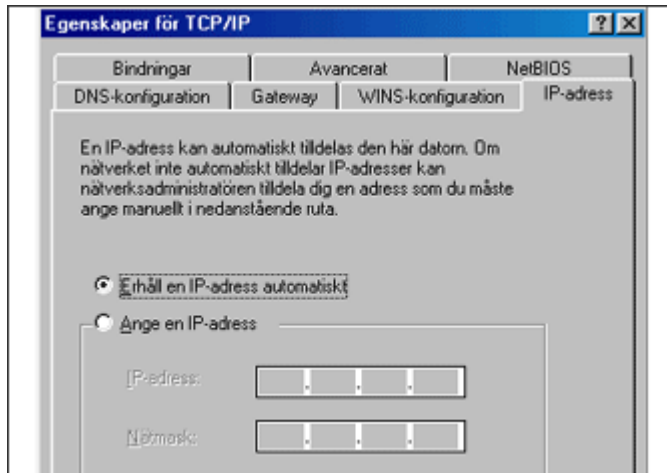 Egenskaper för TCP/IP
Bindningar Avancerat NetBIOS
DNS-konfiguration Gateway WINS-konfiguration IP-adress
En IP-adress kan automatiskt tilldelas den här datorn. Om
nätverket inte automatiskt tilldelar IP-adresser kan
nätverksadministratören tilldela dig en adress som du måste
ange manuellt i nedanstående ruta.
Erhåll en IP-adress automatiskt
Ange en IP-adress
IP-adress:
Nätmask: